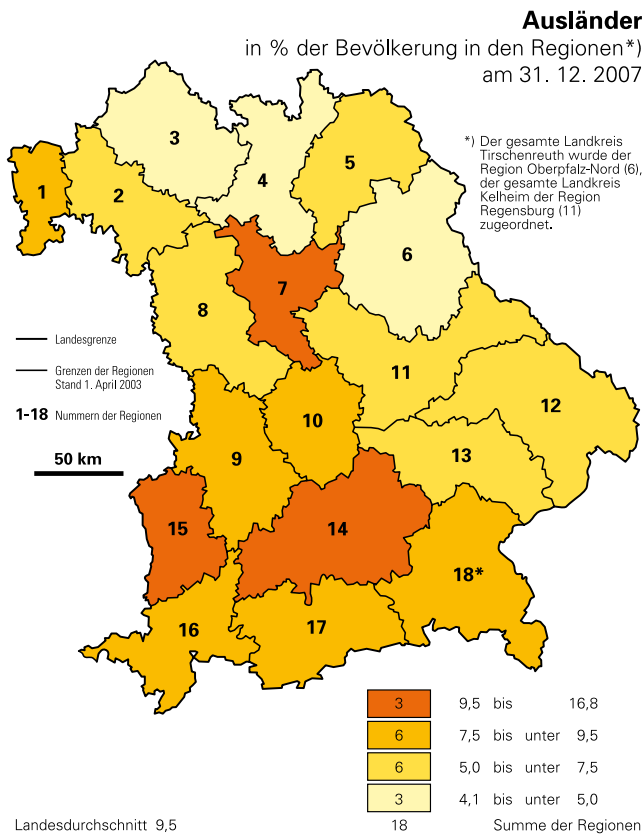 Ausländer
in % der Bevölkerung in den Regionen*)
am 31. 12. 2007
*) Der gesamte Landkreis
Tirschenreuth wurde der
Region Oberpfalz-Nord (6),
der gesamte Landkreis
Kelheim der Region
Regensburg (11)
zugeordnet.
3
5
4
1
2
6
7
8
Landesgrenze
Grenzen der Regionen
Stand 1. April 2003
1-18 Nummern der Regionen
50 km
11
12
10
9
13
15
14
18*
16
17
3 9,5 bis 16,8
6 7,5 bis unter 9,5
6 5,0 bis unter 7,5
3 4,1 bis unter 5,0
Landesdurchschnitt 9,5 18 Summe der Regionen